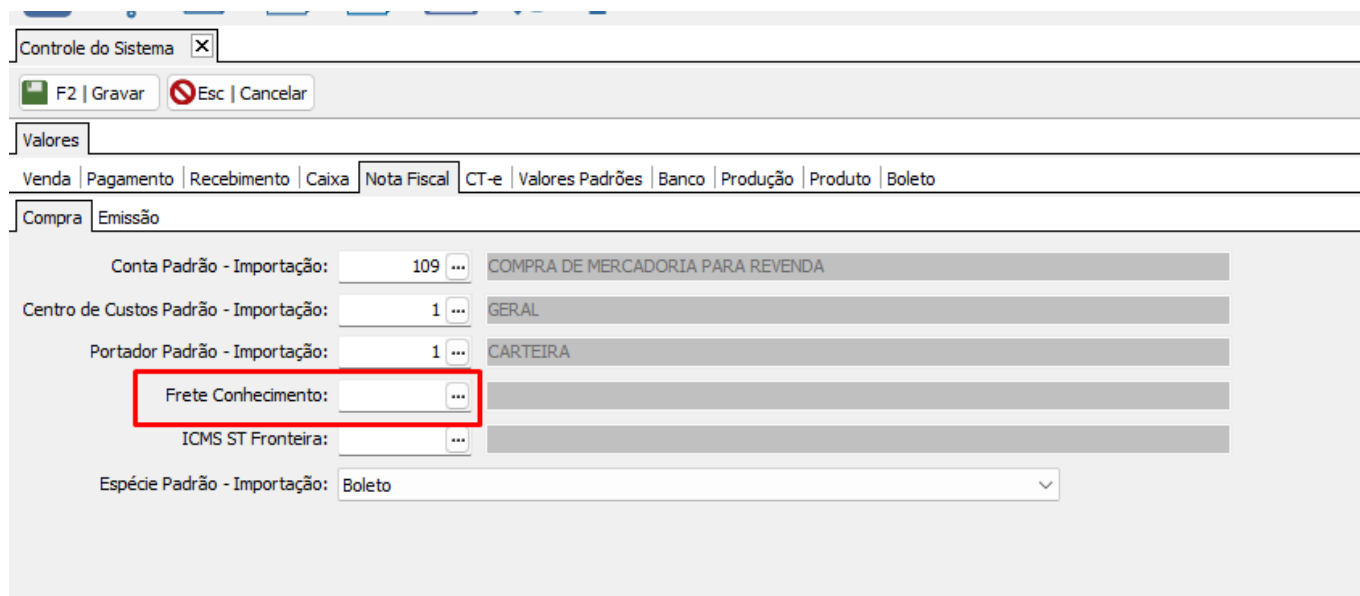 Controle do Sistema
F2 | Gravar Esc | Cancelar
Valores
Venda Pagamento Recebimento Caixa Nota Fiscal CT-e Valores Padrões Banco Produção Produto Boleto
Compra Emissão
Conta Padrão - Importação: 109 ... COMPRA DE MERCADORIA PARA REVENDA
Centro de Custos Padrão - Importação: 1 ... GERAL
Portador Padrão - Importação: 1 ... CARTEIRA
Frete Conhecimento: ...
ICMS ST Fronteira: ...
Espécie Padrão - Importação: Boleto